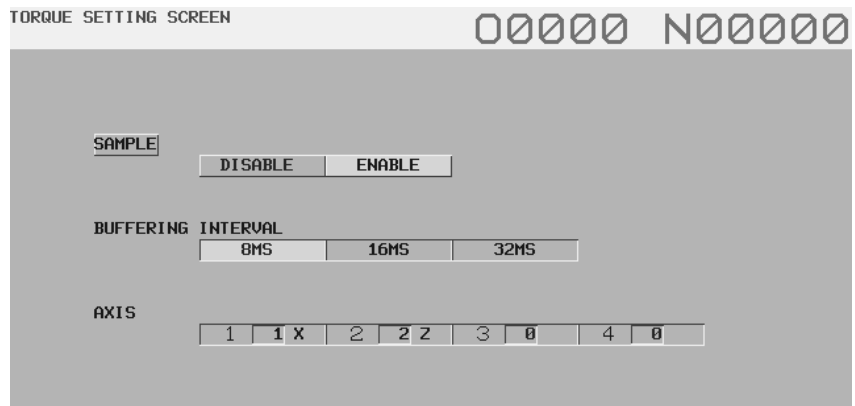 TORQUE SETTING SCREEN O0000 N00000
SAMPLE
DISABLE ENABLE
BUFFERING INTERVAL
8MS 16MS 32MS
AXIS
1 1 X 2 2 Z 3 0 4 0